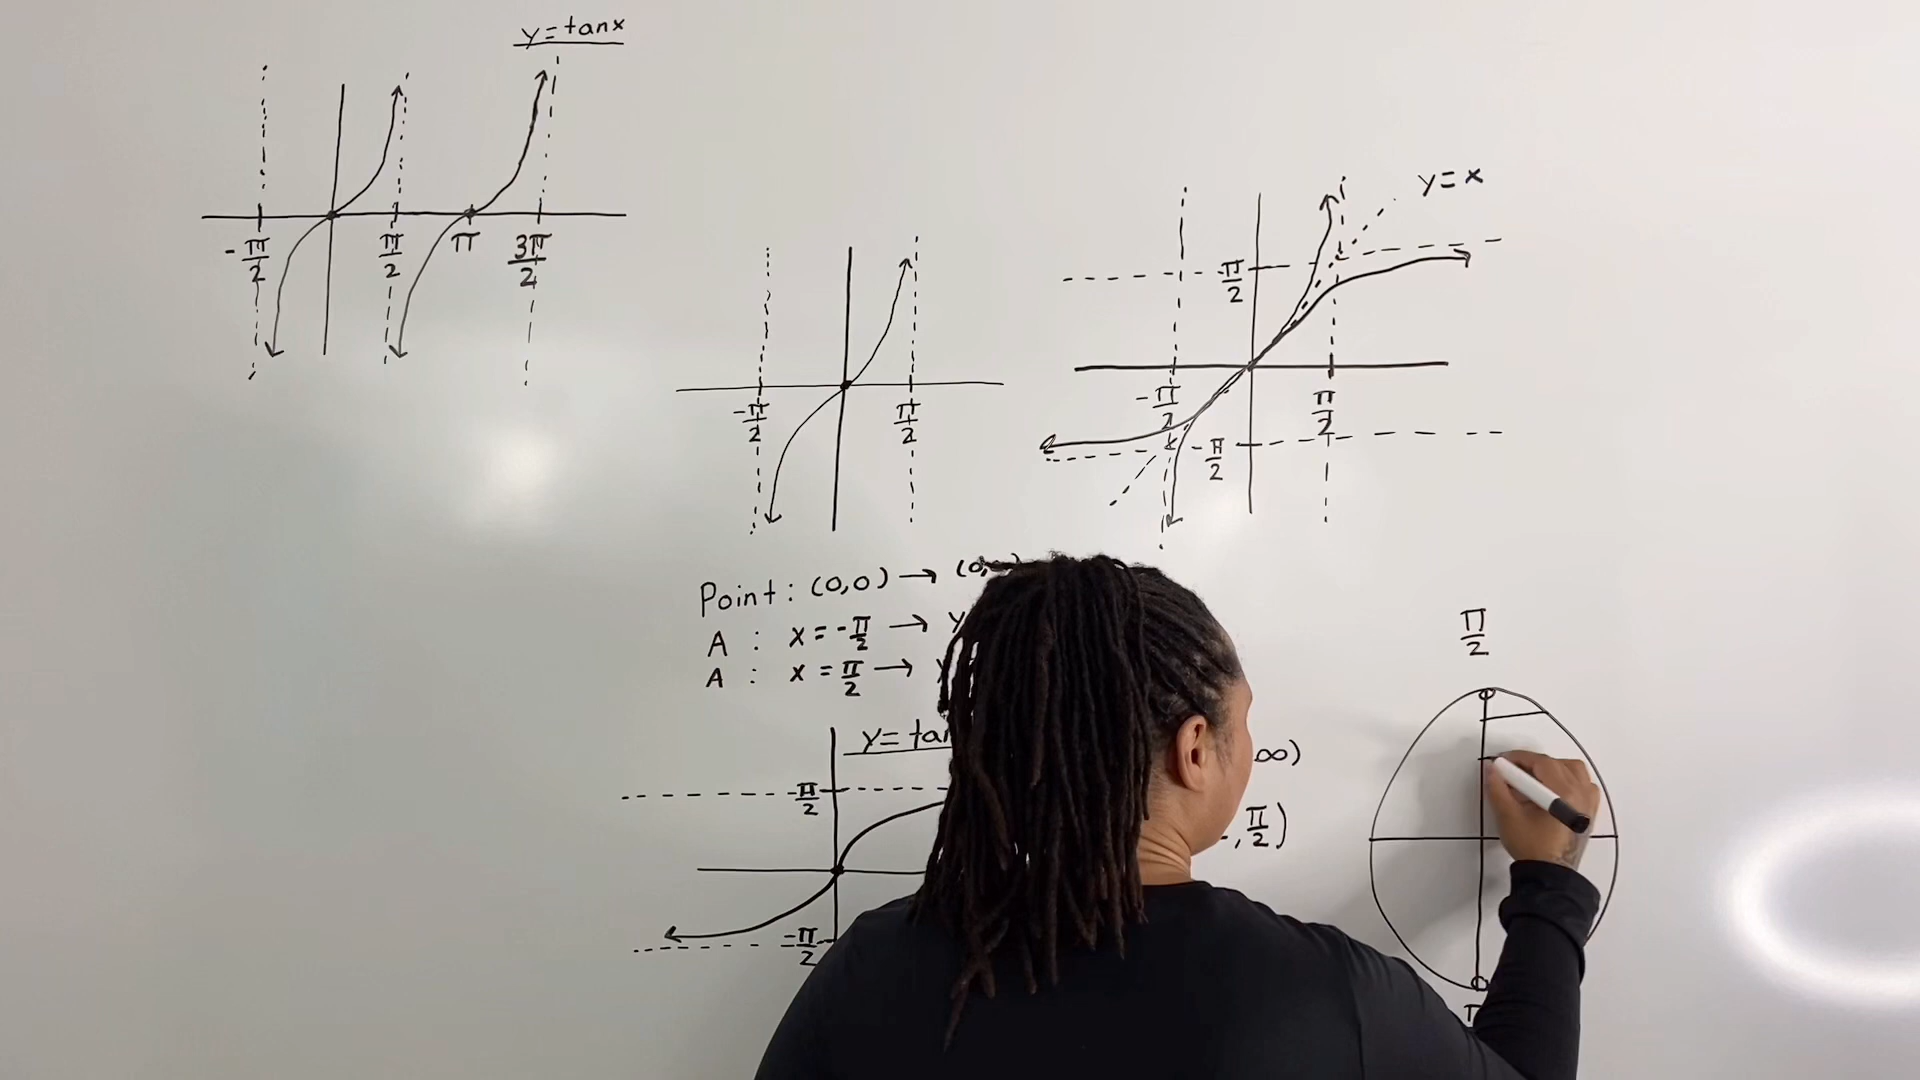 y=tanx
-π/2 π/2 π 3π/2
-π/2 π/2
y=x
π/2
-π/2 π/2
-π/2
Point: (0,0) → (0,
A : x=-π/2 → y
A : x=π/2 → y
y=tan
π/2
-π/2
∞)
, π/2)
π/2